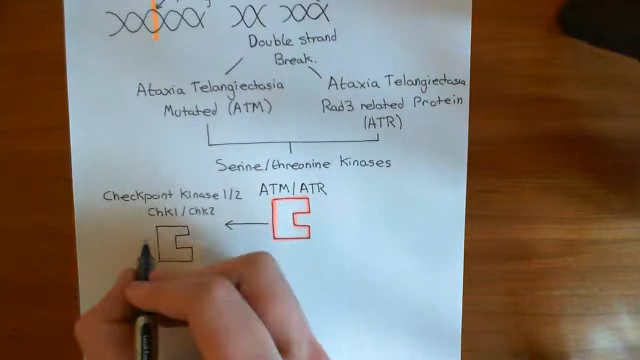 Double strand
Break.
Ataxia Telangiectasia
Mutated (ATM)
Ataxia Telangiectasia
Rad3 related Protein
(ATR)
Serine/threonine Kinases
Checkpoint Kinase 1/2
Chk1/Chk2
ATM/ATR